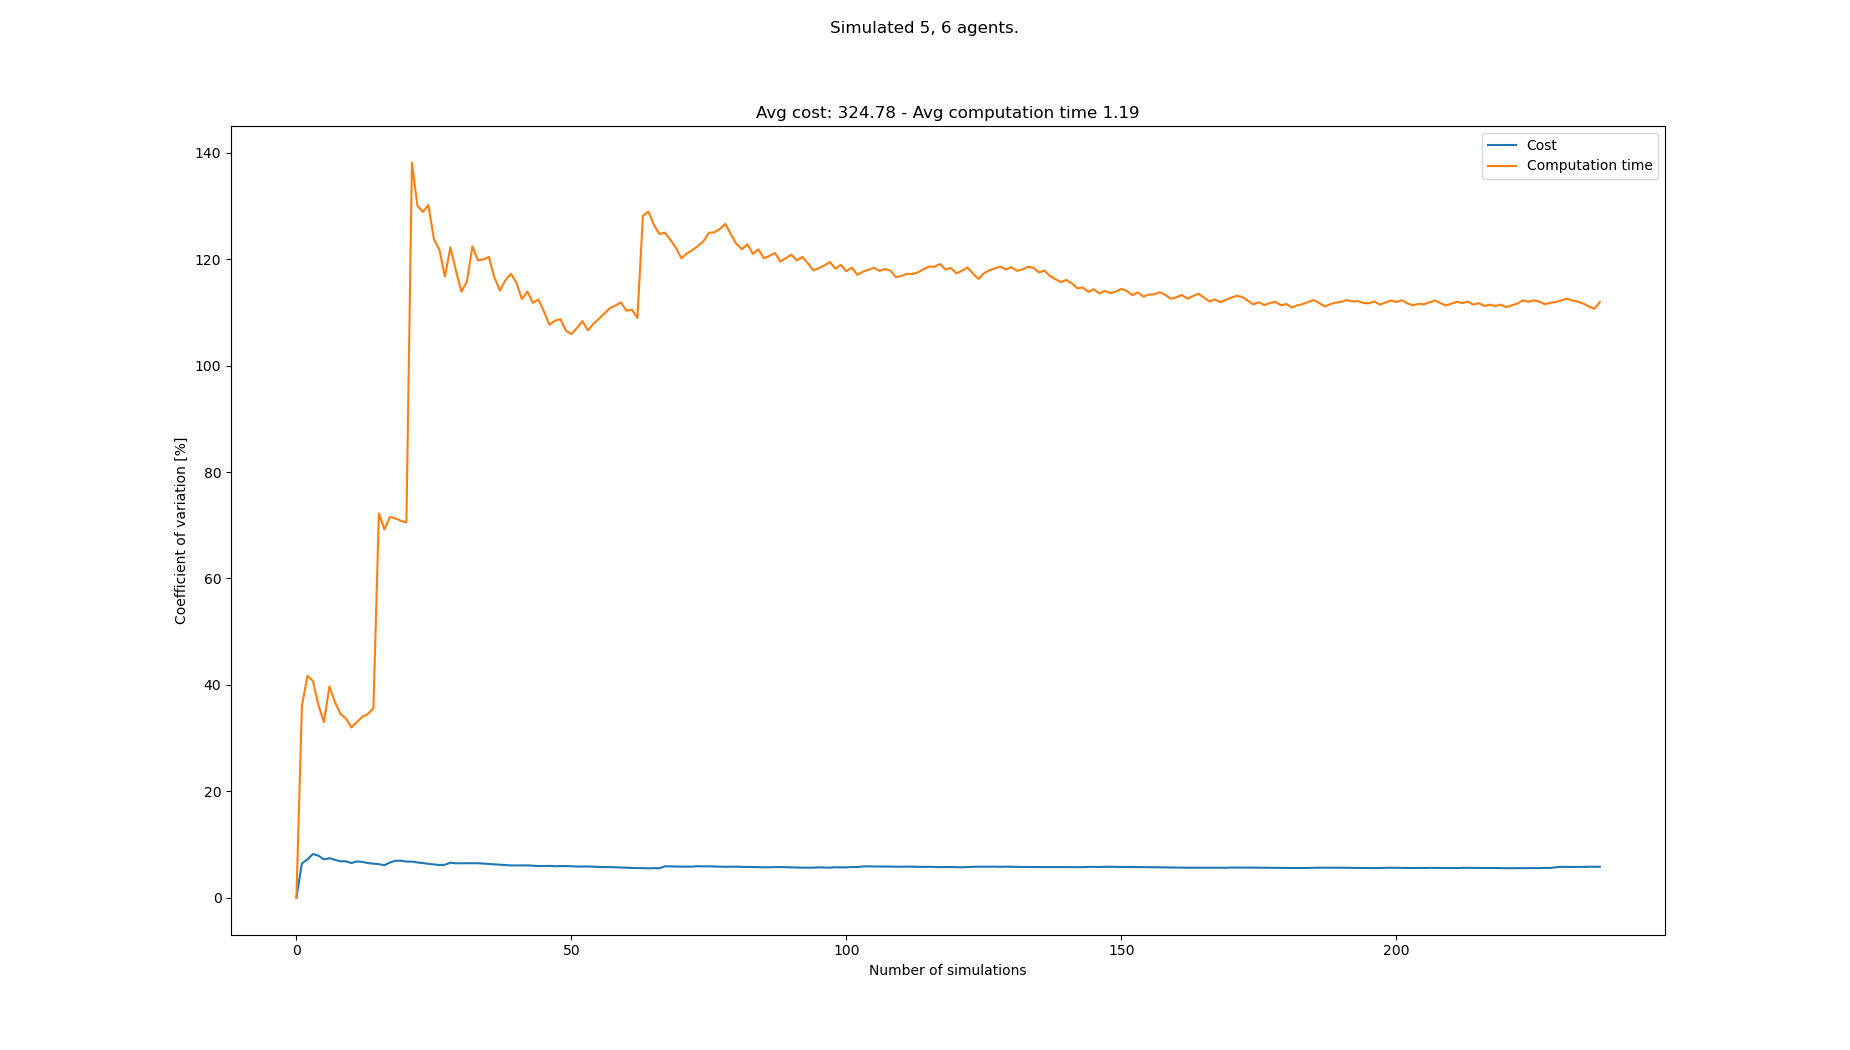 Simulated 5, 6 agents.
Avg cost: 324.78 - Avg computation time 1.19
Cost
Computation time
Coefficient of variation [%]
140
120
100
80
60
40
20
0
0
50
100
150
200
Number of simulations